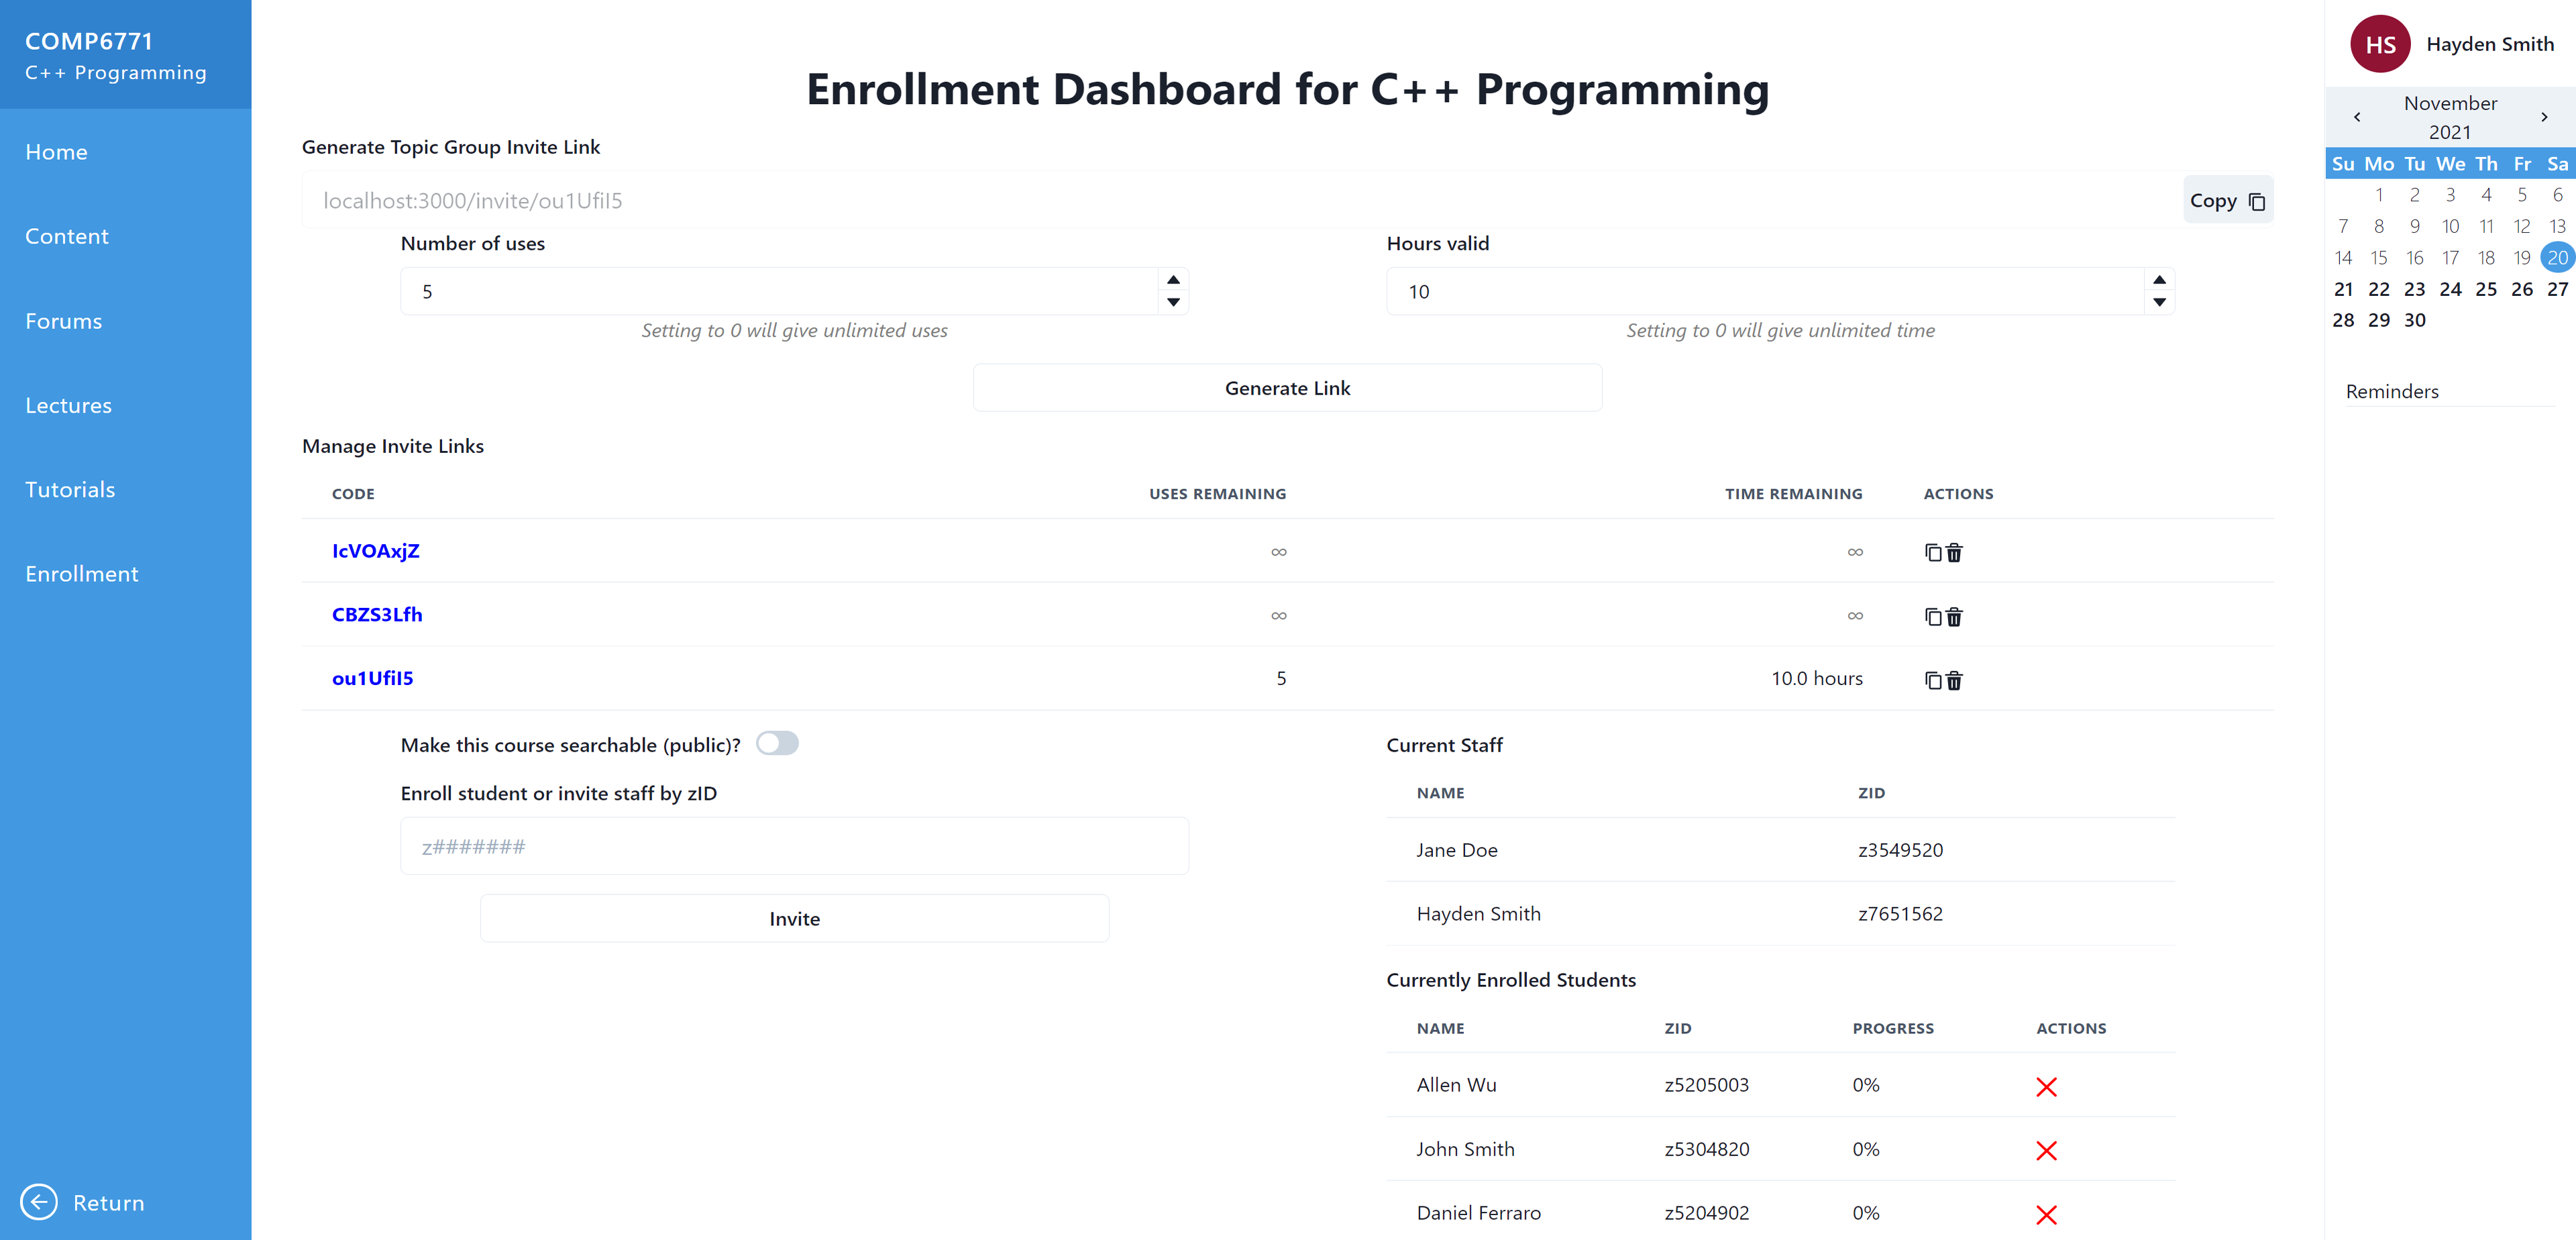 COMP6771
C++ Programming
Home
Content
Forums
Lectures
Tutorials
Enrollment
Return
Enrollment Dashboard for C++ Programming
Generate Topic Group Invite Link
localhost:3000/invite/ou1UfiI5
Copy
Number of uses
5
Setting to 0 will give unlimited uses
Hours valid
10
Setting to 0 will give unlimited time
Generate Link
Manage Invite Links
CODE USES REMAINING TIME REMAINING ACTIONS
IcVOAxjZ ∞ ∞
CBZS3Lfh ∞ ∞
ou1UfiI5 5 10.0 hours
Make this course searchable (public)?
Enroll student or invite staff by zID
z#######
Invite
Current Staff
NAME ZID
Jane Doe z3549520
Hayden Smith z7651562
Currently Enrolled Students
NAME ZID PROGRESS ACTIONS
Allen Wu z5205003 0%
John Smith z5304820 0%
Daniel Ferraro z5204902 0%
HS Hayden Smith
November
2021
Su Mo Tu We Th Fr Sa
1 2 3 4 5 6
7 8 9 10 11 12 13
14 15 16 17 18 19 20
21 22 23 24 25 26 27
28 29 30
Reminders